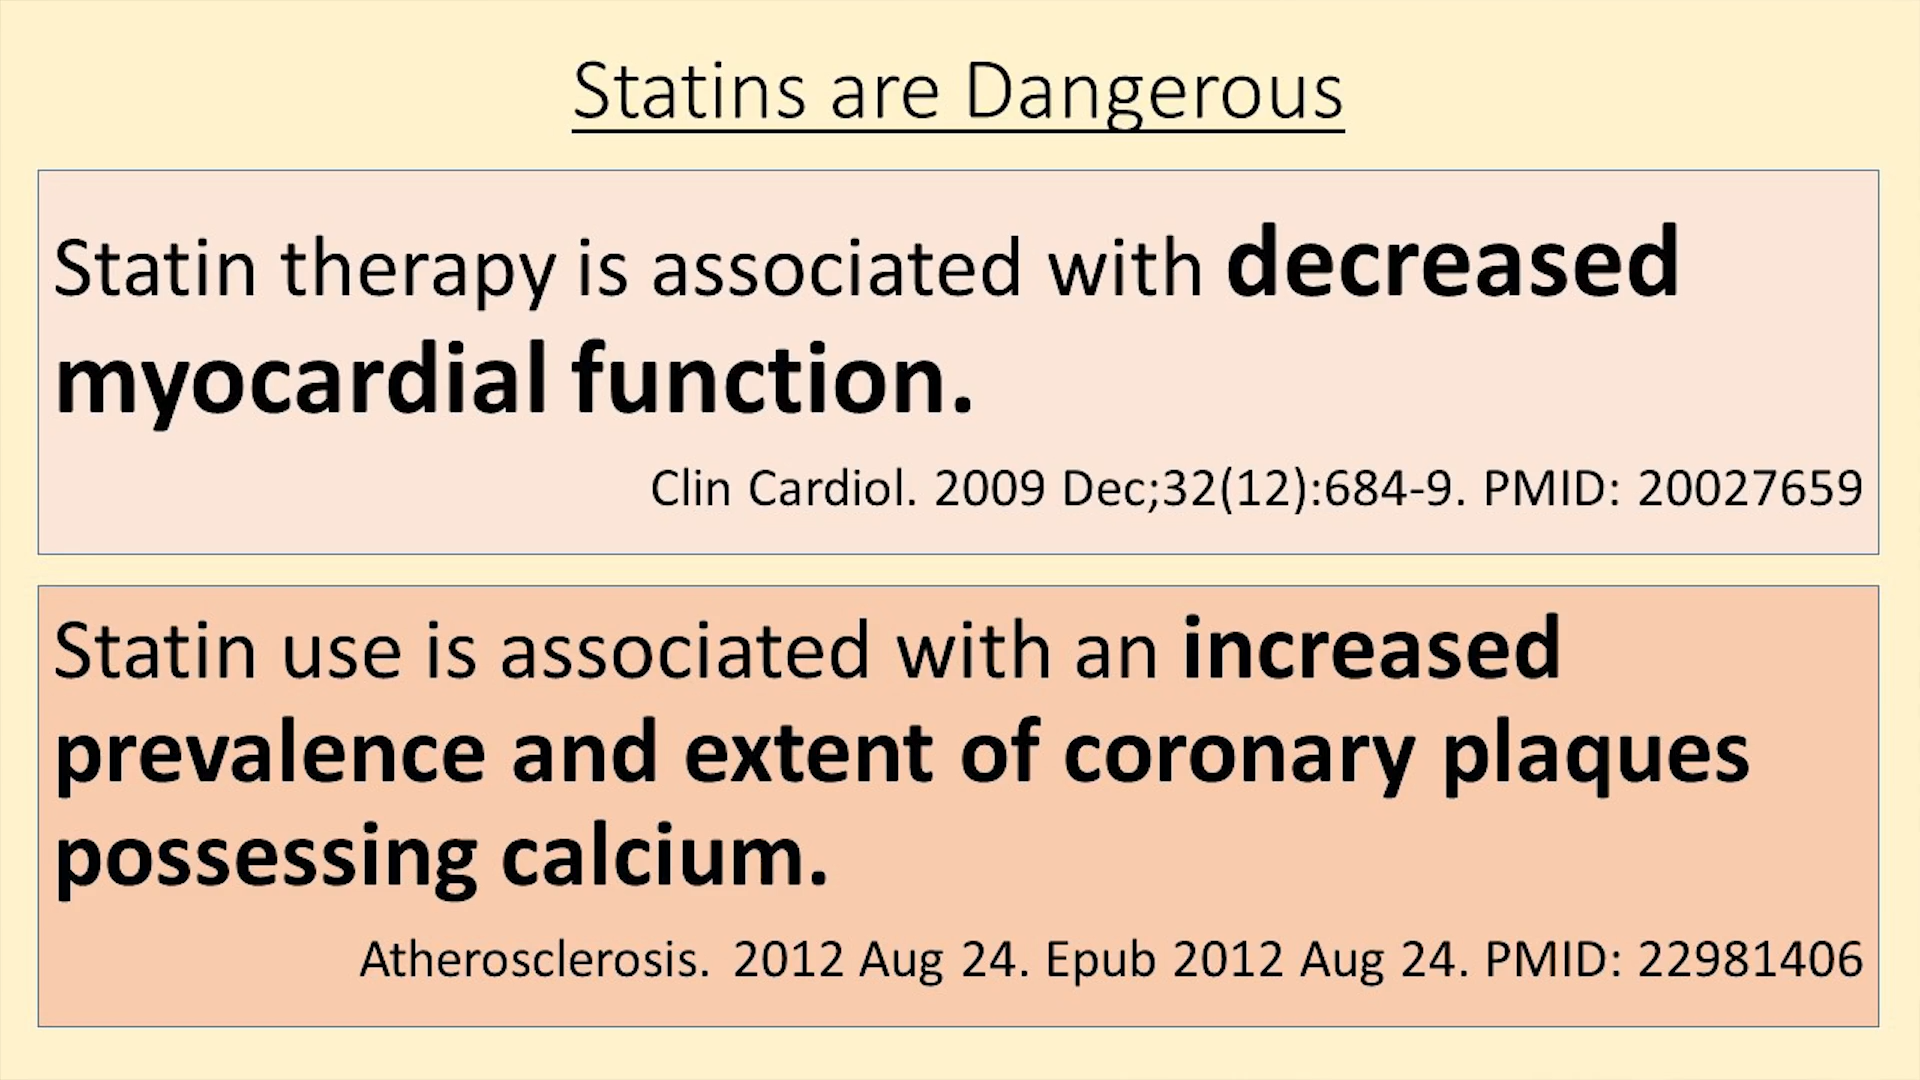 Statins are Dangerous
Statin therapy is associated with decreased
myocardial function.
Clin Cardiol. 2009 Dec;32(12):684-9. PMID: 20027659
Statin use is associated with an increased
prevalence and extent of coronary plaques
possessing calcium.
Atherosclerosis. 2012 Aug 24. Epub 2012 Aug 24. PMID: 22981406